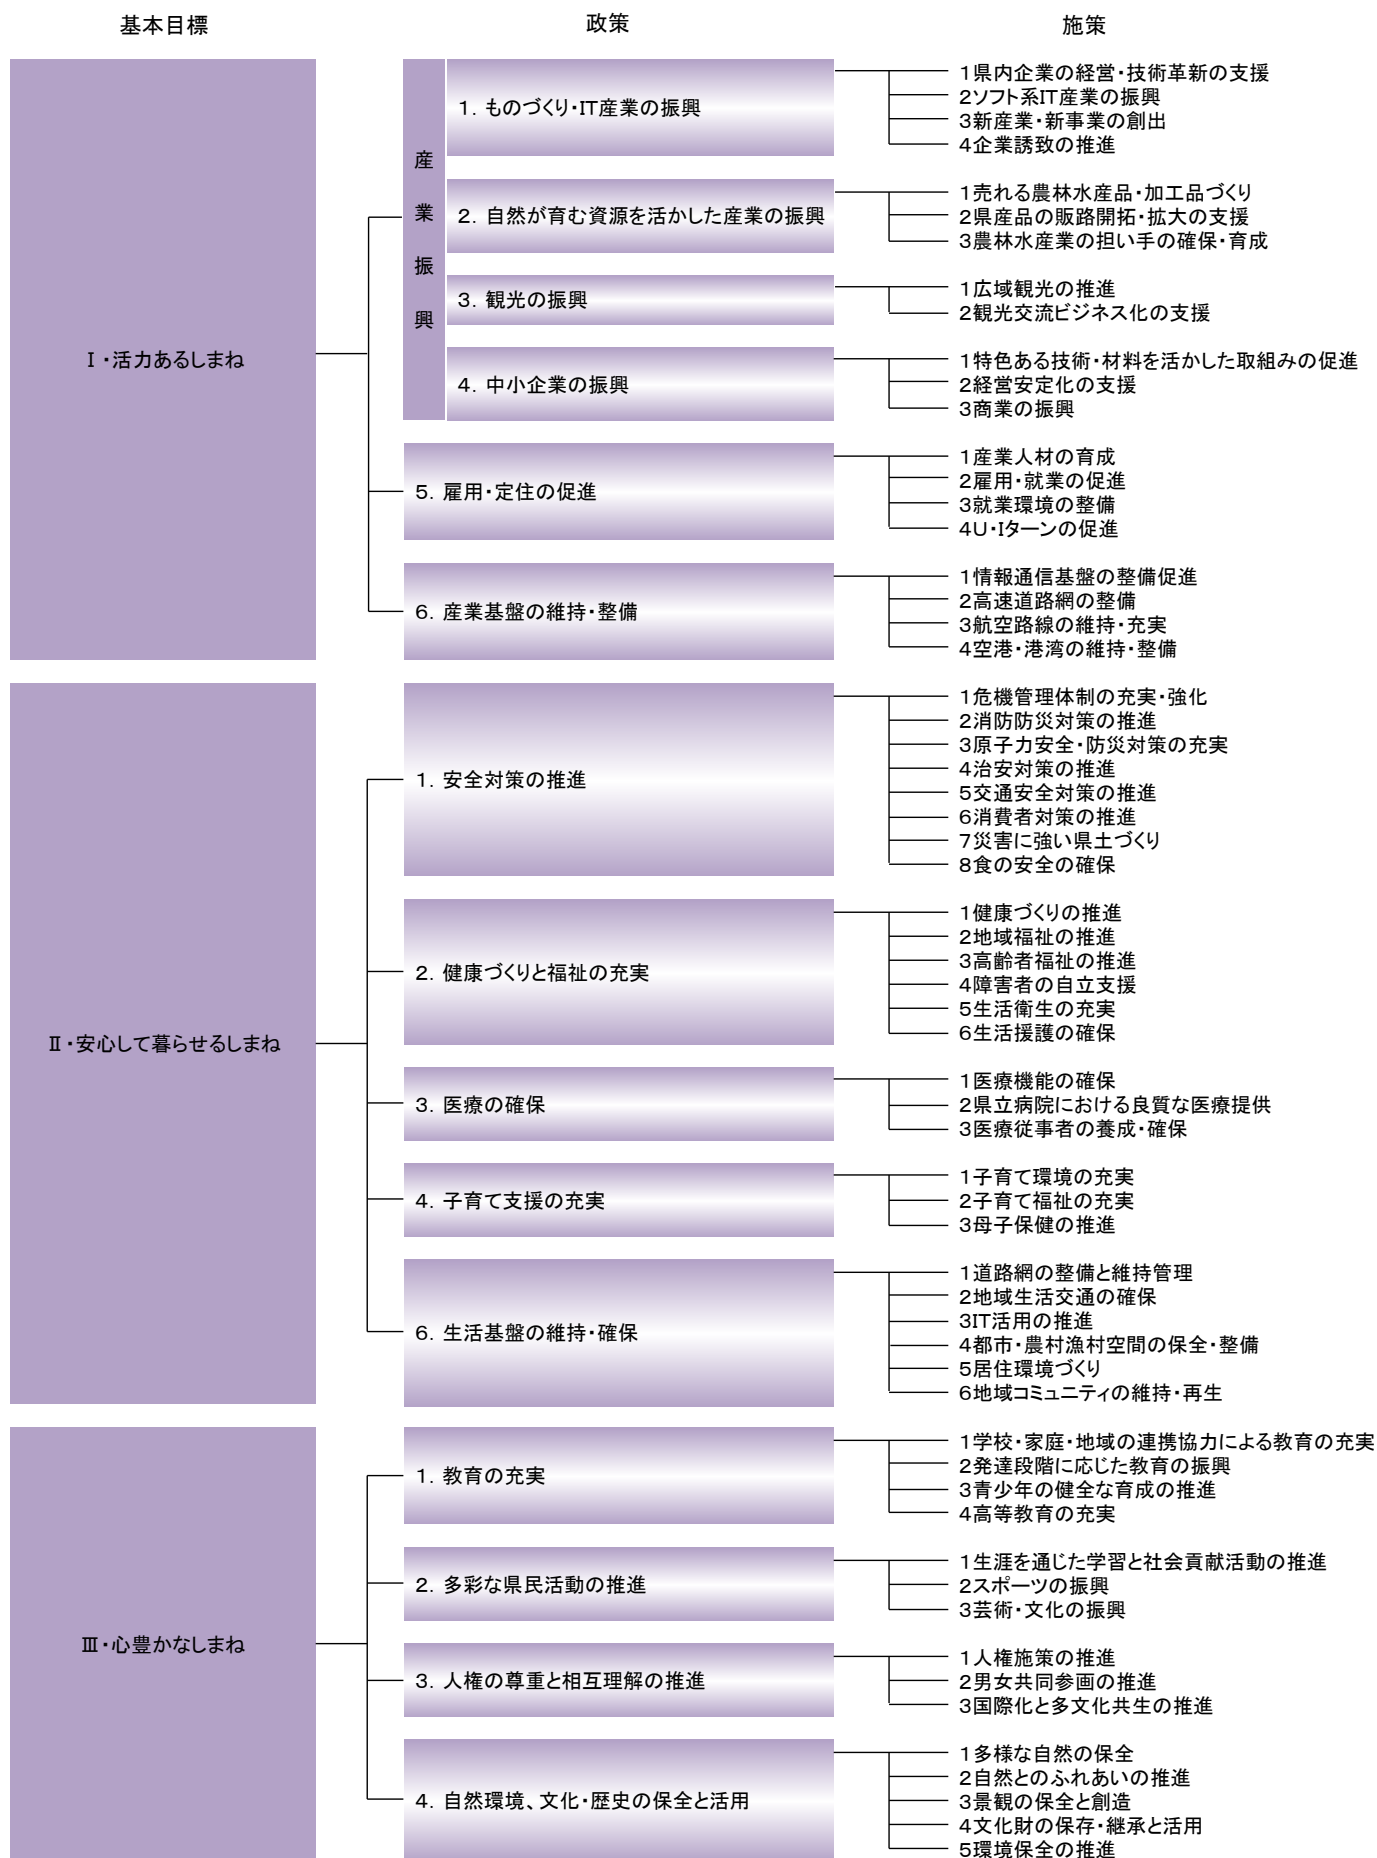 基本目標
政策
施策
Ⅰ・活力あるしまね
産業振興
1. ものづくり・IT産業の振興
1県内企業の経営・技術革新の支援
2ソフト系IT産業の振興
3新産業・新事業の創出
4企業誘致の推進
2. 自然が育む資源を活かした産業の振興
1売れる農林水産品・加工品づくり
2県産品の販路開拓・拡大の支援
3農林水産業の担い手の確保・育成
3. 観光の振興
1広域観光の推進
2観光交流ビジネス化の支援
4. 中小企業の振興
1特色ある技術・材料を活かした取組みの促進
2経営安定化の支援
3商業の振興
5. 雇用・定住の促進
1産業人材の育成
2雇用・就業の促進
3就業環境の整備
4U・Iターンの促進
6. 産業基盤の維持・整備
1情報通信基盤の整備促進
2高速道路網の整備
3航空路線の維持・充実
4空港・港湾の維持・整備
Ⅱ・安心して暮らせるしまね
1. 安全対策の推進
1危機管理体制の充実・強化
2消防防災対策の推進
3原子力安全・防災対策の充実
4治安対策の推進
5交通安全対策の推進
6消費者対策の推進
7災害に強い県土づくり
8食の安全の確保
2. 健康づくりと福祉の充実
1健康づくりの推進
2地域福祉の推進
3高齢者福祉の推進
4障害者の自立支援
5生活衛生の充実
6生活援護の確保
3. 医療の確保
1医療機能の確保
2県立病院における良質な医療提供
3医療従事者の養成・確保
4. 子育て支援の充実
1子育て環境の充実
2子育て福祉の充実
3母子保健の推進
6. 生活基盤の維持・確保
1道路網の整備と維持管理
2地域生活交通の確保
3IT活用の推進
4都市・農村漁村空間の保全・整備
5居住環境づくり
6地域コミュニティの維持・再生
Ⅲ・心豊かなしまね
1. 教育の充実
1学校・家庭・地域の連携協力による教育の充実
2発達段階に応じた教育の振興
3青少年の健全な育成の推進
4高等教育の充実
2. 多彩な県民活動の推進
1生涯を通じた学習と社会貢献活動の推進
2スポーツの振興
3芸術・文化の振興
3. 人権の尊重と相互理解の推進
1人権施策の推進
2男女共同参画の推進
3国際化と多文化共生の推進
4. 自然環境、文化・歴史の保全と活用
1多様な自然の保全
2自然とのふれあいの推進
3景観の保全と創造
4文化財の保存・継承と活用
5環境保全の推進